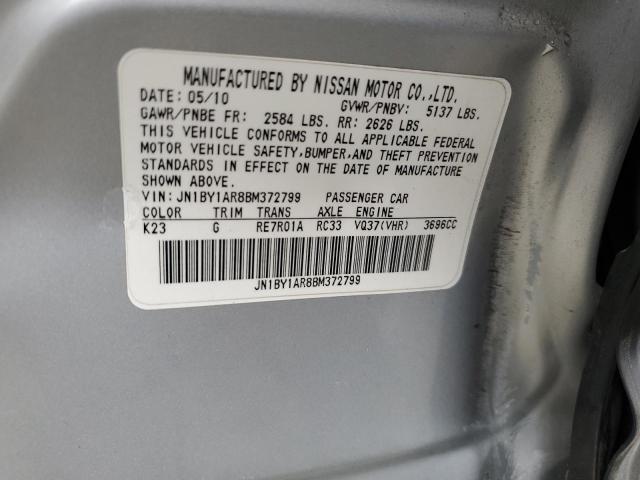 MANUFACTURED BY NISSAN MOTOR CO.,LTD.
DATE: 05/10 GVWR/PNBV: 5137 LBS.
GAWR/PNBE FR: 2584 LBS. RR: 2626 LBS.
THIS VEHICLE CONFORMS TO ALL APPLICABLE FEDERAL
MOTOR VEHICLE SAFETY,BUMPER,AND THEFT PREVENTION
STANDARDS IN EFFECT ON THE DATE OF MANUFACTURE
SHOWN ABOVE.
VIN: JN1BY1AR8BM372799 PASSENGER CAR
COLOR TRIM TRANS AXLE ENGINE
K23 G RE7R01A RC33 VQ37(VHR) 3696CC
JN1BY1AR8BM372799